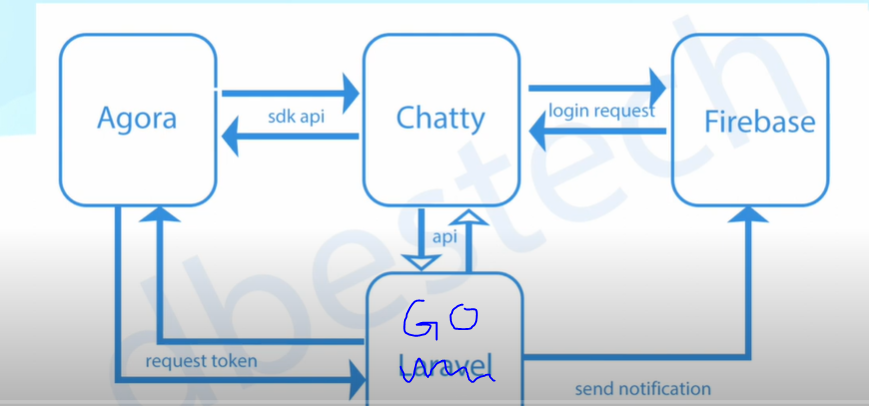 Agora
Chatty
Firebase
sdk api
login request
api
GO
Laravel
request token
send notification
dbestech